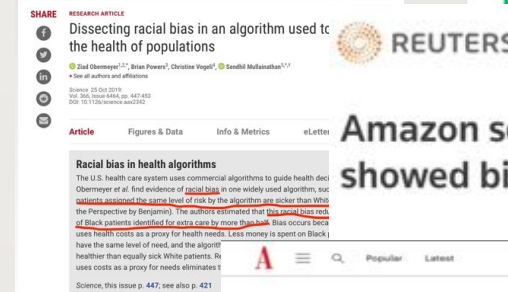 SHARE
RESEARCH ARTICLE
Dissecting racial bias in an algorithm used to
the health of populations
Ziad Obermeyer1,2,*, Brian Powers3, Christine Vogeli4, Sendhil Mullainathan5,*,†
+ See all authors and affiliations
Science 25 Oct 2019:
Vol. 366, Issue 6464, pp. 447-453
DOI: 10.1126/science.aax2342
Article Figures & Data Info & Metrics eLetter
Racial bias in health algorithms
The U.S. health care system uses commercial algorithms to guide health deci
Obermeyer et al. find evidence of racial bias in one widely used algorithm, suc
patients assigned the same level of risk by the algorithm are sicker than Whit
the Perspective by Benjamin). The authors estimated that this racial bias redu
of Black patients identified for extra care by more than half. Bias occurs beca
uses health costs as a proxy for health needs. Less money is spent on Black p
have the same level of need, and the algorith
healthier than equally sick White patients. Re
uses costs as a proxy for needs eliminates t
Science, this issue p. 447; see also p. 421
REUTERS
Amazon s
showed bi
A
Popular Latest